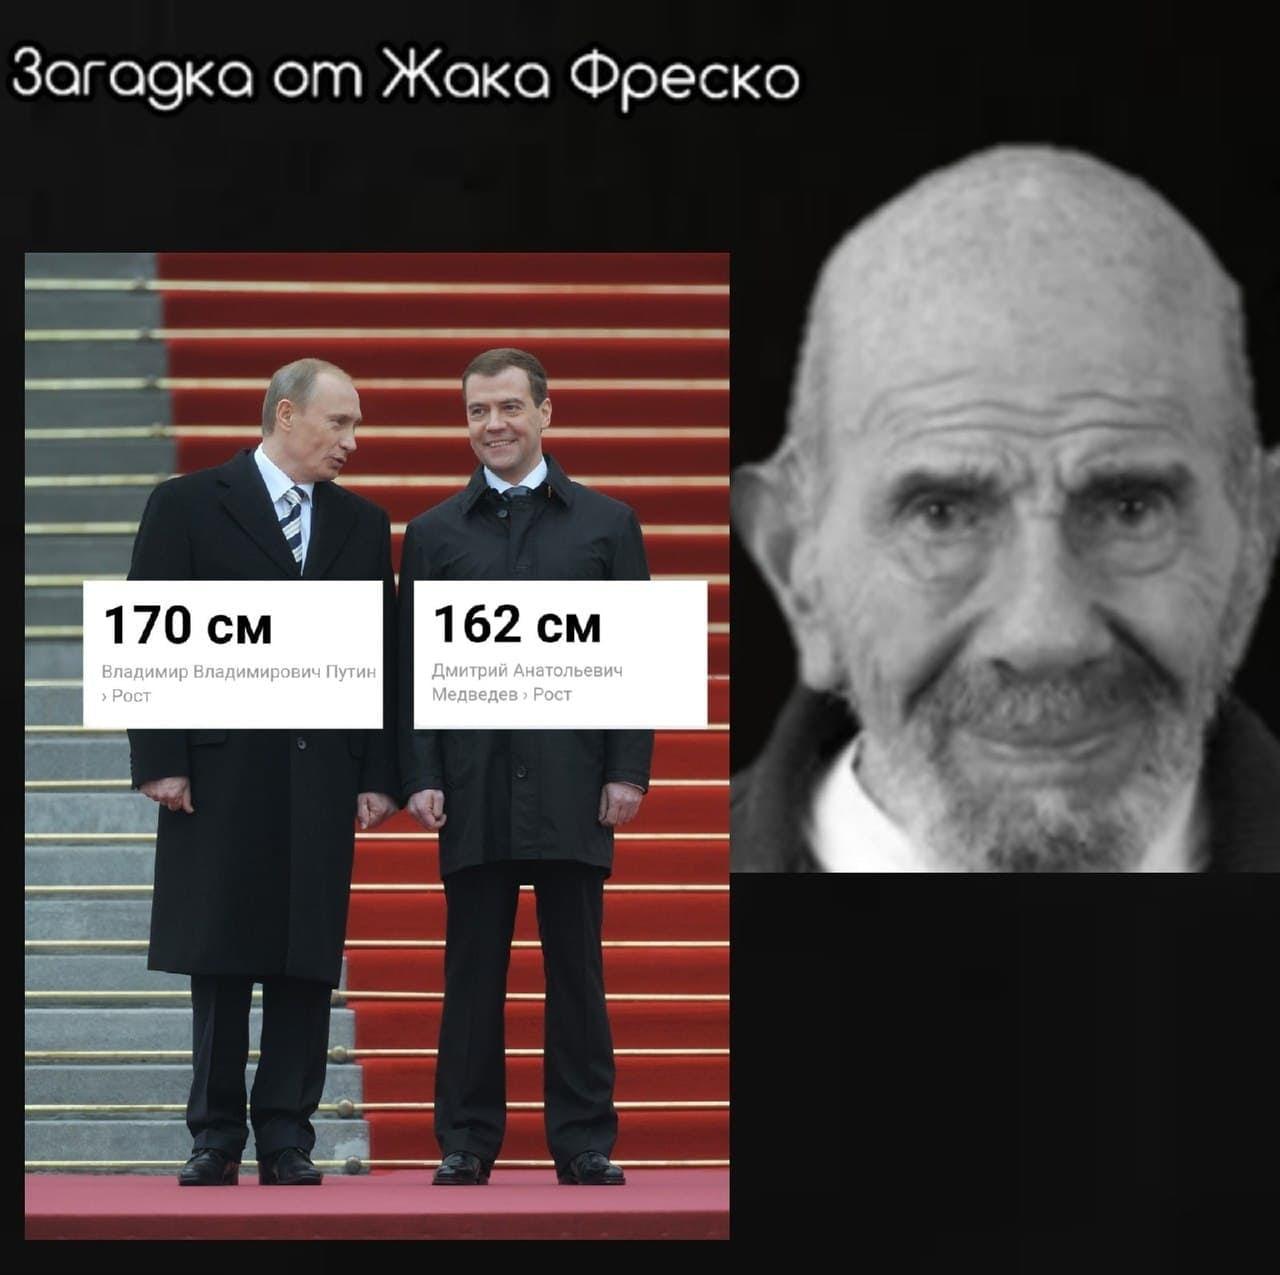 Загадка от Жака Фреско
170 см
Владимир Владимирович Путин
› Рост
162 см
Дмитрий Анатольевич
Медведев › Рост